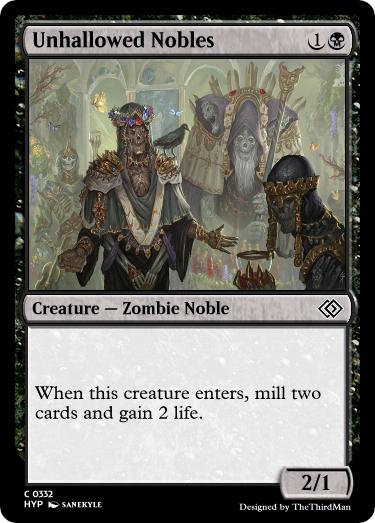 Unhallowed Nobles 1
Creature — Zombie Noble
When this creature enters, mill two
cards and gain 2 life.
2/1
C 0332
HYP SANEKYLE
Designed by TheThirdMan